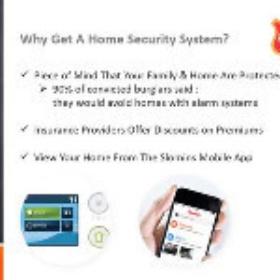 Why Get A Home Security System?
✓ Piece of Mind That Your Family & Home Are Protected
➢ 90% of convicted burglars said :
they would avoid homes with alarm systems
✓ Insurance Providers Offer Discounts on Premiums
✓ View Your Home From The Slomins Mobile App